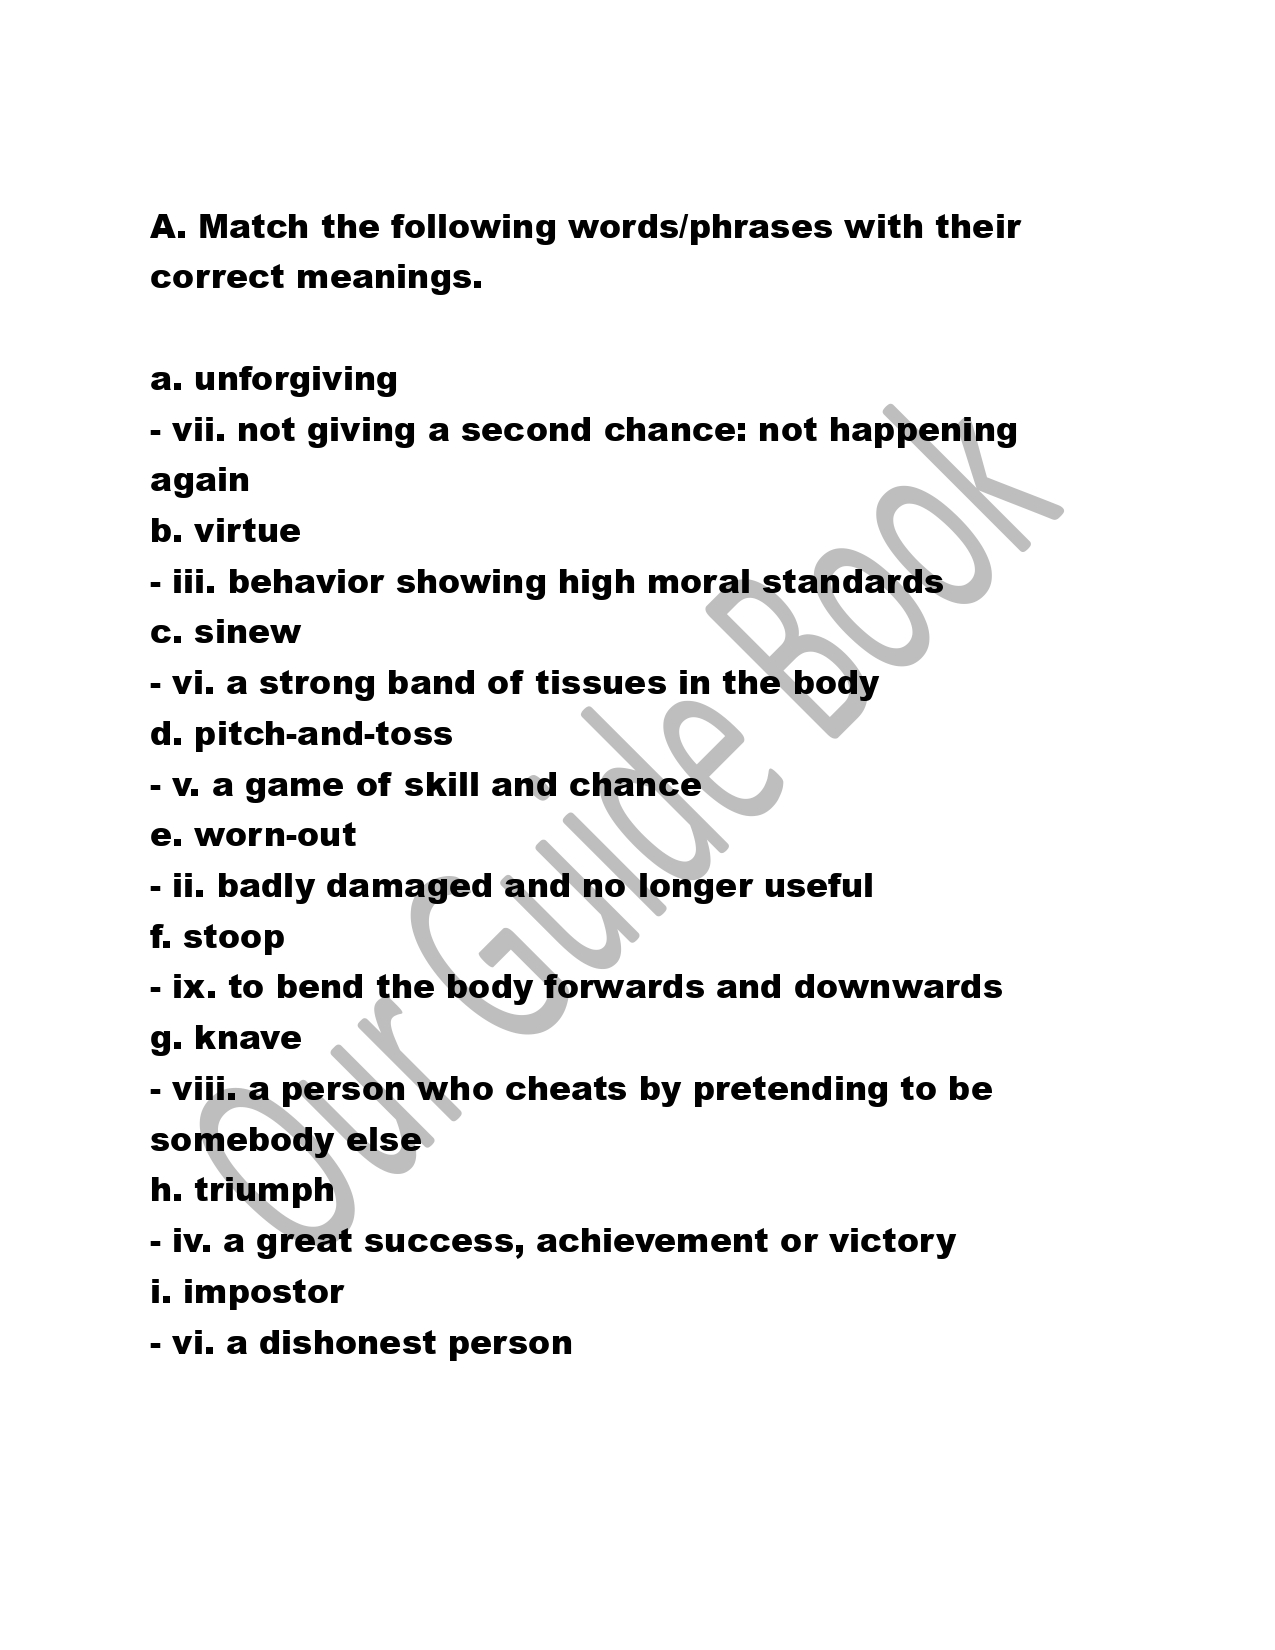 A. Match the following words/phrases with their
correct meanings.
a. unforgiving
- vii. not giving a second chance: not happening
again
b. virtue
- iii. behavior showing high moral standards
c. sinew
- vi. a strong band of tissues in the body
d. pitch-and-toss
- v. a game of skill and chance
e. worn-out
- ii. badly damaged and no longer useful
f. stoop
- ix. to bend the body forwards and downwards
g. knave
- viii. a person who cheats by pretending to be
somebody else
h. triumph
- iv. a great success, achievement or victory
i. impostor
- vi. a dishonest person
Our Guide Book